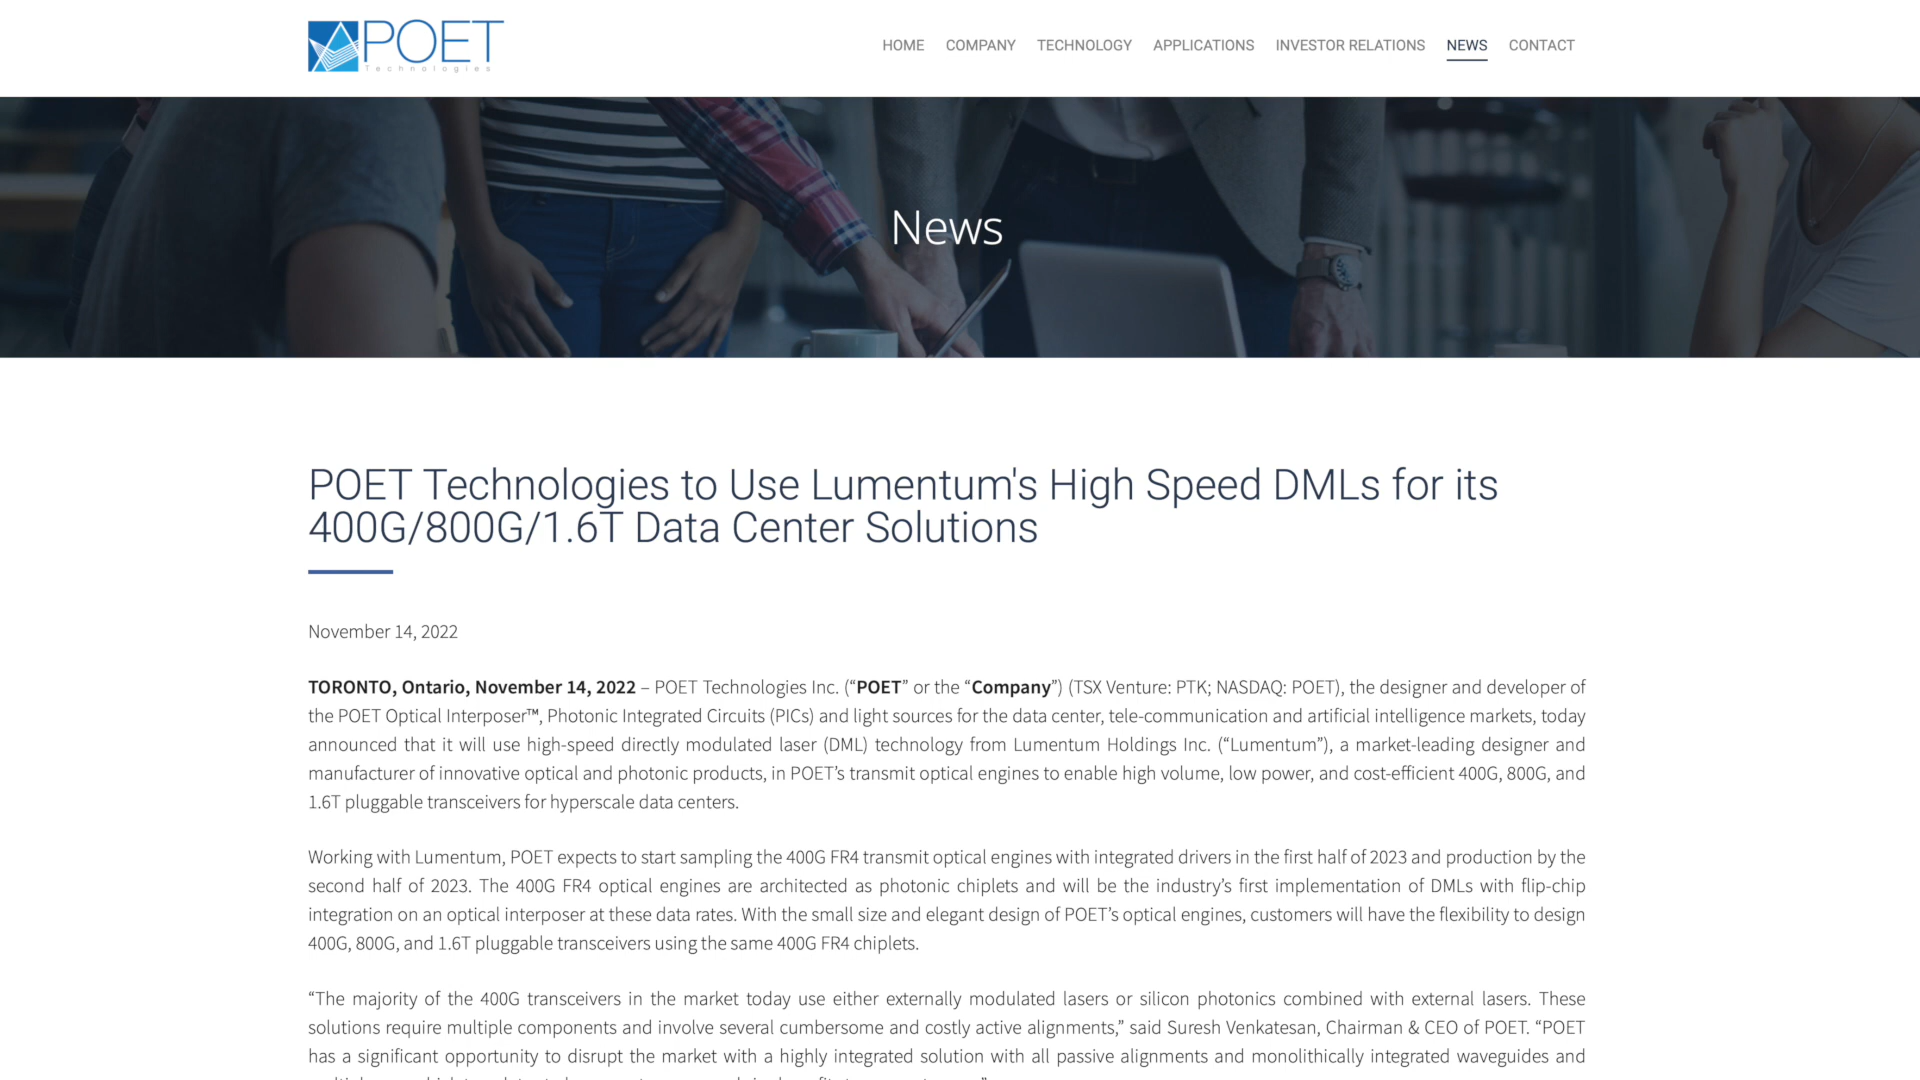 POET
Technologies
HOME COMPANY TECHNOLOGY APPLICATIONS INVESTOR RELATIONS NEWS CONTACT
News
POET Technologies to Use Lumentum's High Speed DMLs for its
400G/800G/1.6T Data Center Solutions
November 14, 2022
TORONTO, Ontario, November 14, 2022 – POET Technologies Inc. (“POET” or the “Company”) (TSX Venture: PTK; NASDAQ: POET), the designer and developer of
the POET Optical Interposer™, Photonic Integrated Circuits (PICs) and light sources for the data center, tele-communication and artificial intelligence markets, today
announced that it will use high-speed directly modulated laser (DML) technology from Lumentum Holdings Inc. (“Lumentum”), a market-leading designer and
manufacturer of innovative optical and photonic products, in POET’s transmit optical engines to enable high volume, low power, and cost-efficient 400G, 800G, and
1.6T pluggable transceivers for hyperscale data centers.
Working with Lumentum, POET expects to start sampling the 400G FR4 transmit optical engines with integrated drivers in the first half of 2023 and production by the
second half of 2023. The 400G FR4 optical engines are architected as photonic chiplets and will be the industry’s first implementation of DMLs with flip-chip
integration on an optical interposer at these data rates. With the small size and elegant design of POET’s optical engines, customers will have the flexibility to design
400G, 800G, and 1.6T pluggable transceivers using the same 400G FR4 chiplets.
“The majority of the 400G transceivers in the market today use either externally modulated lasers or silicon photonics combined with external lasers. These
solutions require multiple components and involve several cumbersome and costly active alignments,” said Suresh Venkatesan, Chairman & CEO of POET. “POET
has a significant opportunity to disrupt the market with a highly integrated solution with all passive alignments and monolithically integrated waveguides and